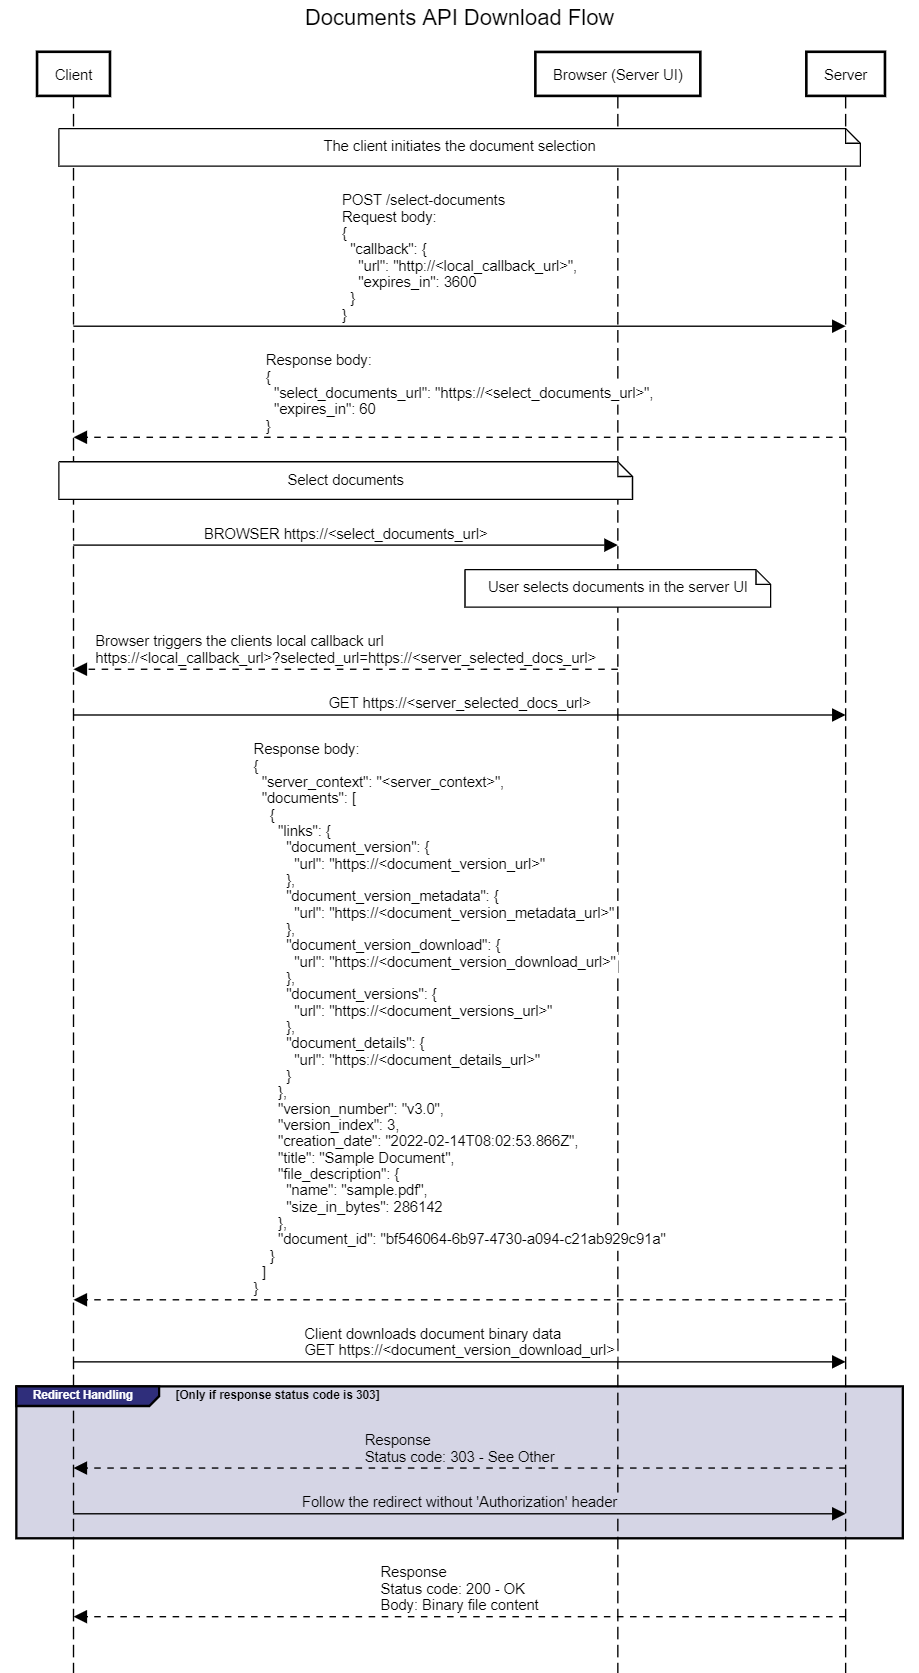 Documents API Download Flow
Client
Browser (Server UI)
Server
The client initiates the document selection
POST /select-documents
Request body:
{
"callback": {
"url": "http://<local_callback_url>",
"expires_in": 3600
}
}
Response body:
{
"select_documents_url": "https://<select_documents_url>",
"expires_in": 60
}
Select documents
BROWSER https://<select_documents_url>
User selects documents in the server UI
Browser triggers the clients local callback url
https://<local_callback_url>?selected_url=https://<server_selected_docs_url>
GET https://<server_selected_docs_url>
Response body:
{
"server_context": "<server_context>",
"documents": [
{
"links": {
"document_version": {
"url": "https://<document_version_url>"
},
"document_version_metadata": {
"url": "https://<document_version_metadata_url>"
},
"document_version_download": {
"url": "https://<document_version_download_url>"
},
"document_versions": {
"url": "https://<document_versions_url>"
},
"document_details": {
"url": "https://<document_details_url>"
}
},
"version_number": "v3.0",
"version_index": 3,
"creation_date": "2022-02-14T08:02:53.866Z",
"title": "Sample Document",
"file_description": {
"name": "sample.pdf",
"size_in_bytes": 286142
},
"document_id": "bf546064-6b97-4730-a094-c21ab929c91a"
}
]
}
Client downloads document binary data
GET https://<document_version_download_url>
Redirect Handling
[Only if response status code is 303]
Response
Status code: 303 - See Other
Follow the redirect without 'Authorization' header
Response
Status code: 200 - OK
Body: Binary file content